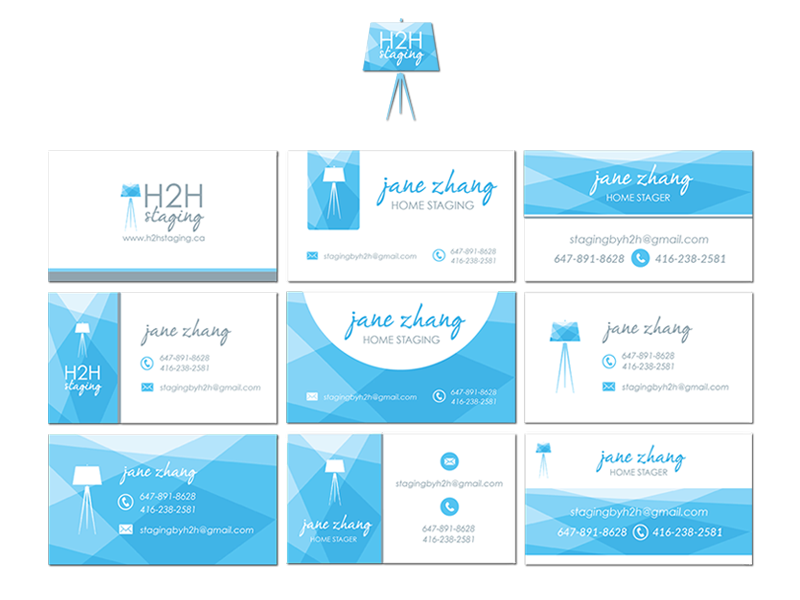 H2H
staging
H2H
staging
www.h2hstaging.ca
jane zhang
HOME STAGING
stagingbyh2h@gmail.com
647-891-8628
416-238-2581
jane zhang
HOME STAGER
stagingbyh2h@gmail.com
647-891-8628 416-238-2581
H2H
staging
jane zhang
647-891-8628
416-238-2581
stagingbyh2h@gmail.com
jane zhang
HOME STAGING
stagingbyh2h@gmail.com
647-891-8628
416-238-2581
jane zhang
647-891-8628
416-238-2581
stagingbyh2h@gmail.com
jane zhang
647-891-8628
416-238-2581
stagingbyh2h@gmail.com
jane zhang
HOME STAGER
stagingbyh2h@gmail.com
647-891-8628
416-238-2581
jane zhang
HOME STAGER
stagingbyh2h@gmail.com
647-891-8628 416-238-2581